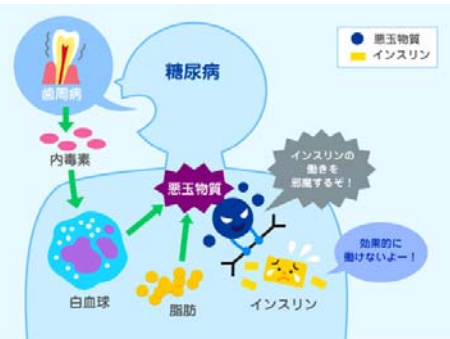 悪玉物質
インスリン
糖尿病
歯周病
内毒素
悪玉物質
インスリンの
働きを
邪魔するぞ！
効果的に
働けないよー！
白血球
脂肪
インスリン